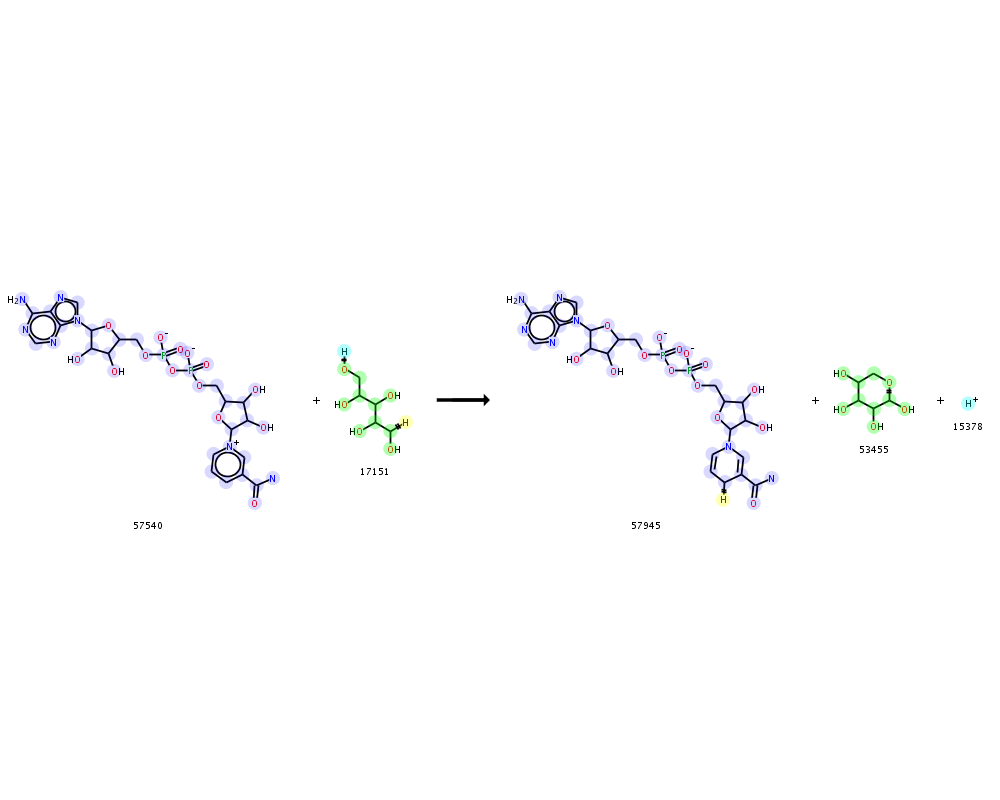 H₂N N N N N O HO OH O P O⁻ O O P O⁻ O O O OH OH N⁺ O N
57540
+
H O HO OH HO H OH
17151
H₂N N N N N O HO OH O P O⁻ O O P O⁻ O O O OH OH N O N H
57945
+
HO O HO OH OH
53455
+
H⁺
15378